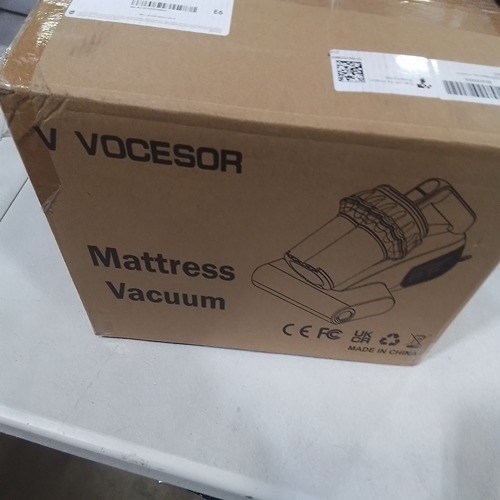 V VOCESOR
Mattress
Vacuum
CE FC UK CA
MADE IN CHINA